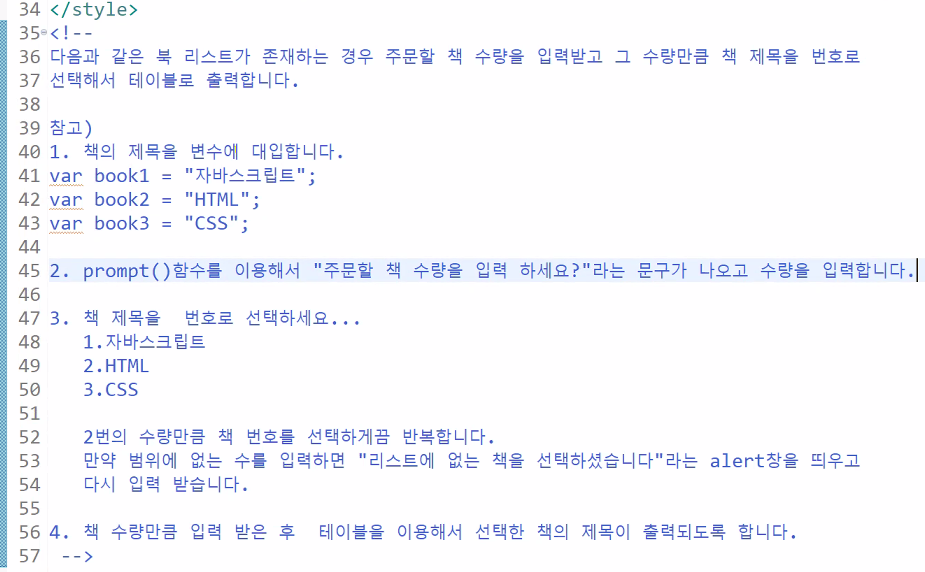 34 </style>
35 <!--
36 다음과 같은 북 리스트가 존재하는 경우 주문할 책 수량을 입력받고 그 수량만큼 책 제목을 번호로
37 선택해서 테이블로 출력합니다.
38
39 참고)
40 1. 책의 제목을 변수에 대입합니다.
41 var book1 = "자바스크립트";
42 var book2 = "HTML";
43 var book3 = "CSS";
44
45 2. prompt()함수를 이용해서 "주문할 책 수량을 입력 하세요?"라는 문구가 나오고 수량을 입력합니다.
46
47 3. 책 제목을  번호로 선택하세요...
48    1.자바스크립트
49    2.HTML
50    3.CSS
51
52    2번의 수량만큼 책 번호를 선택하게끔 반복합니다.
53    만약 범위에 없는 수를 입력하면 "리스트에 없는 책을 선택하셨습니다"라는 alert창을 띄우고
54    다시 입력 받습니다.
55
56 4. 책 수량만큼 입력 받은 후  테이블을 이용해서 선택한 책의 제목이 출력되도록 합니다.
57  -->